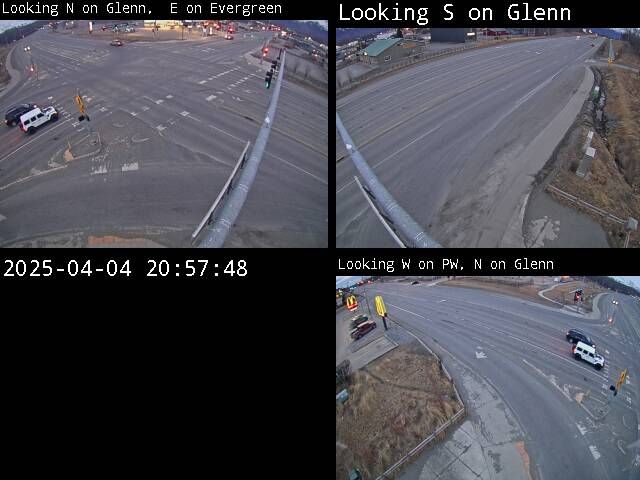 Looking N on Glenn,  E on Evergreen
Looking S on Glenn
2025-04-04 20:57:48
Looking W on PW, N on Glenn